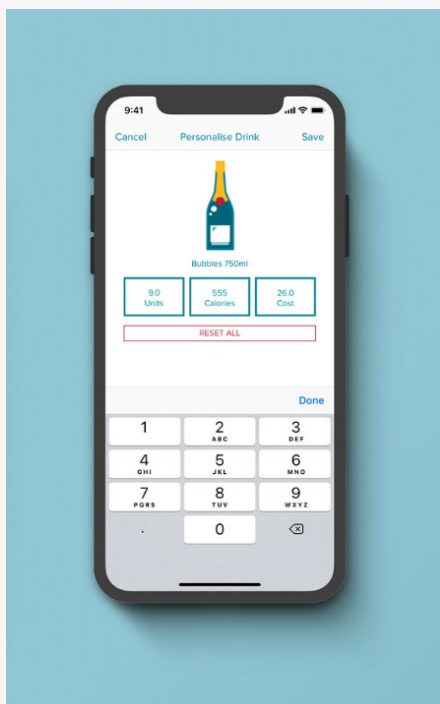 9:41
Cancel Personalise Drink Save
Bubbles 750ml
9.0 555 26.0
Units Calories Cost
RESET ALL
Done
1 2 3
ABC DEF
4 5 6
GHI JKL MNO
7 8 9
PQRS TUV WXYZ
. 0